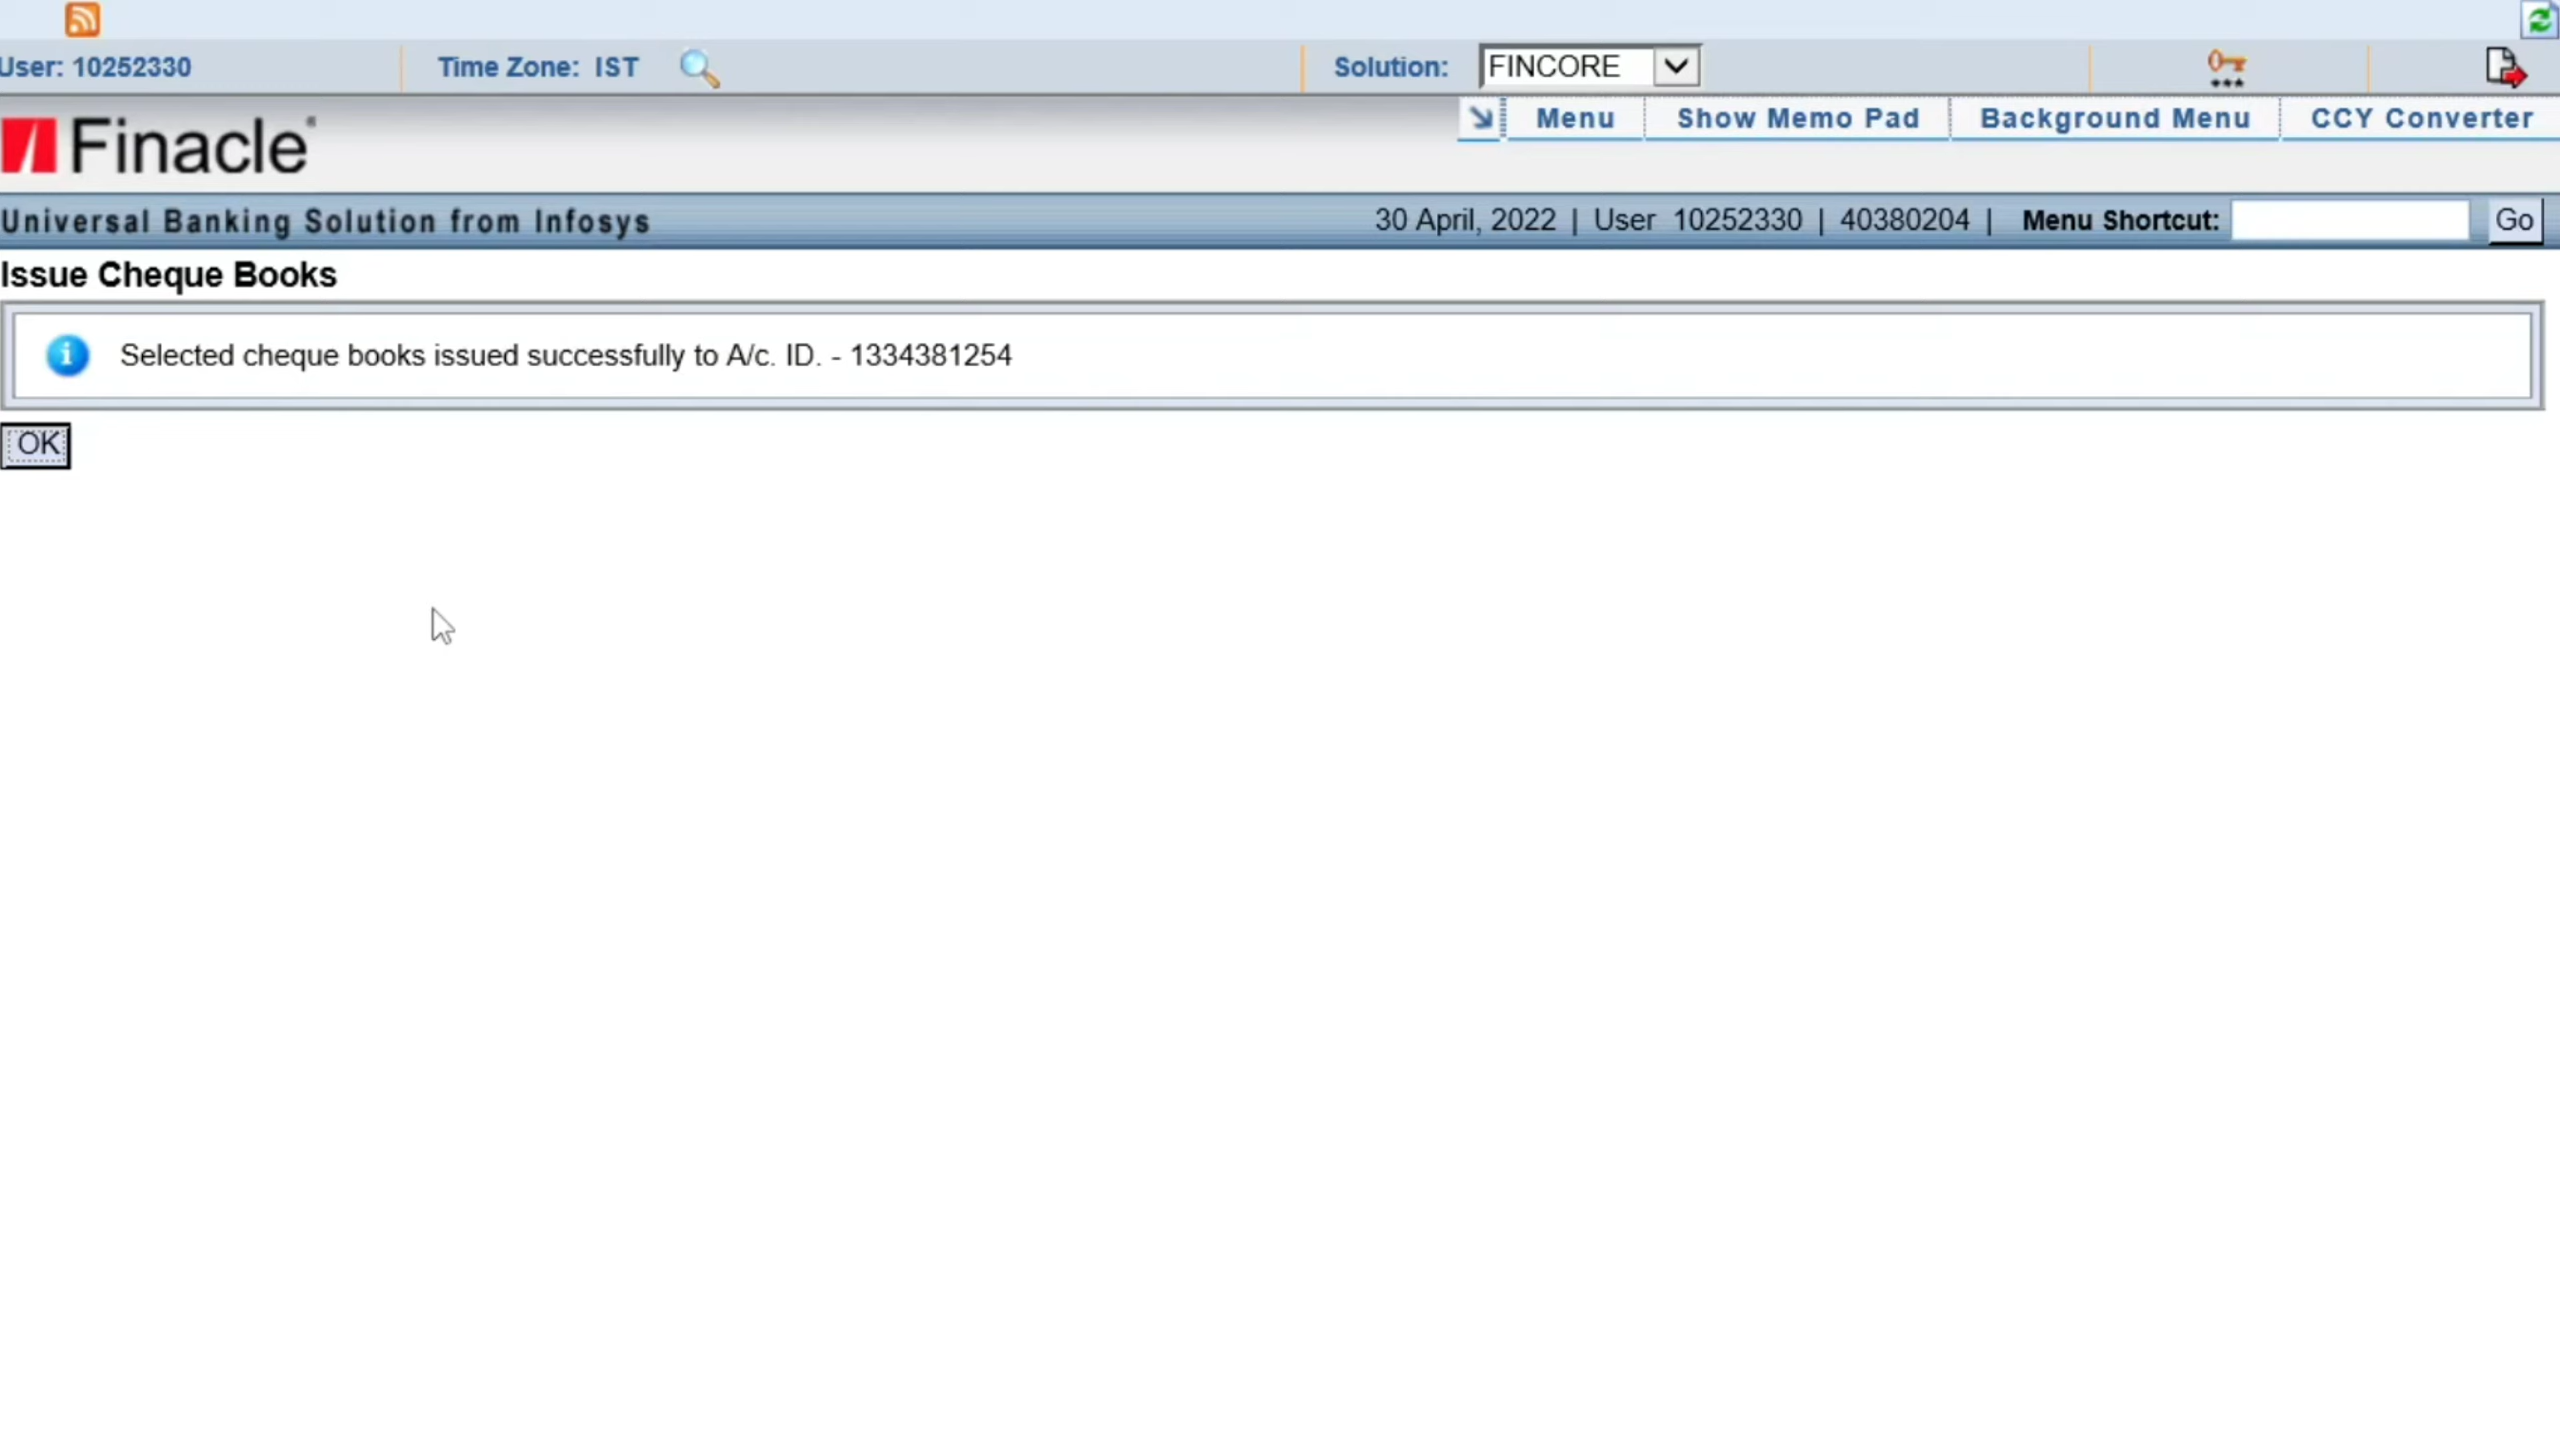 User: 10252330 Time Zone: IST Solution: FINCORE
Menu Show Memo Pad Background Menu CCY Converter
Finacle
Universal Banking Solution from Infosys 30 April, 2022 | User 10252330 | 40380204 | Menu Shortcut: Go
Issue Cheque Books
Selected cheque books issued successfully to A/c. ID. - 1334381254
OK